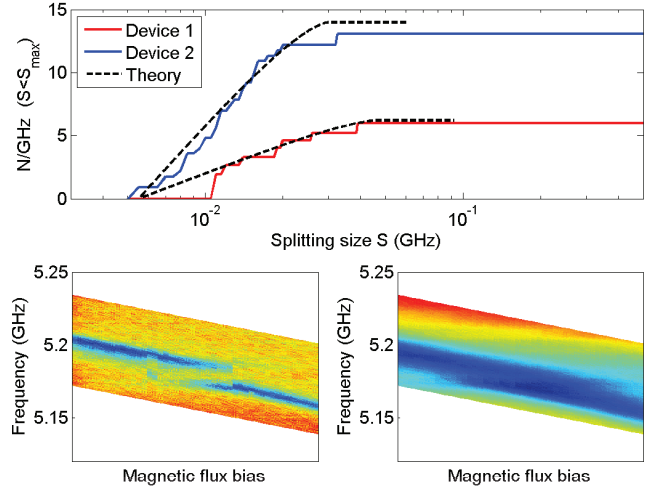 15
10
5
0
N/GHz (S<S_max)
Device 1
Device 2
Theory
10^-2
10^-1
Splitting size S (GHz)
5.25
5.2
5.15
Frequency (GHz)
Magnetic flux bias
5.25
5.2
5.15
Frequency (GHz)
Magnetic flux bias